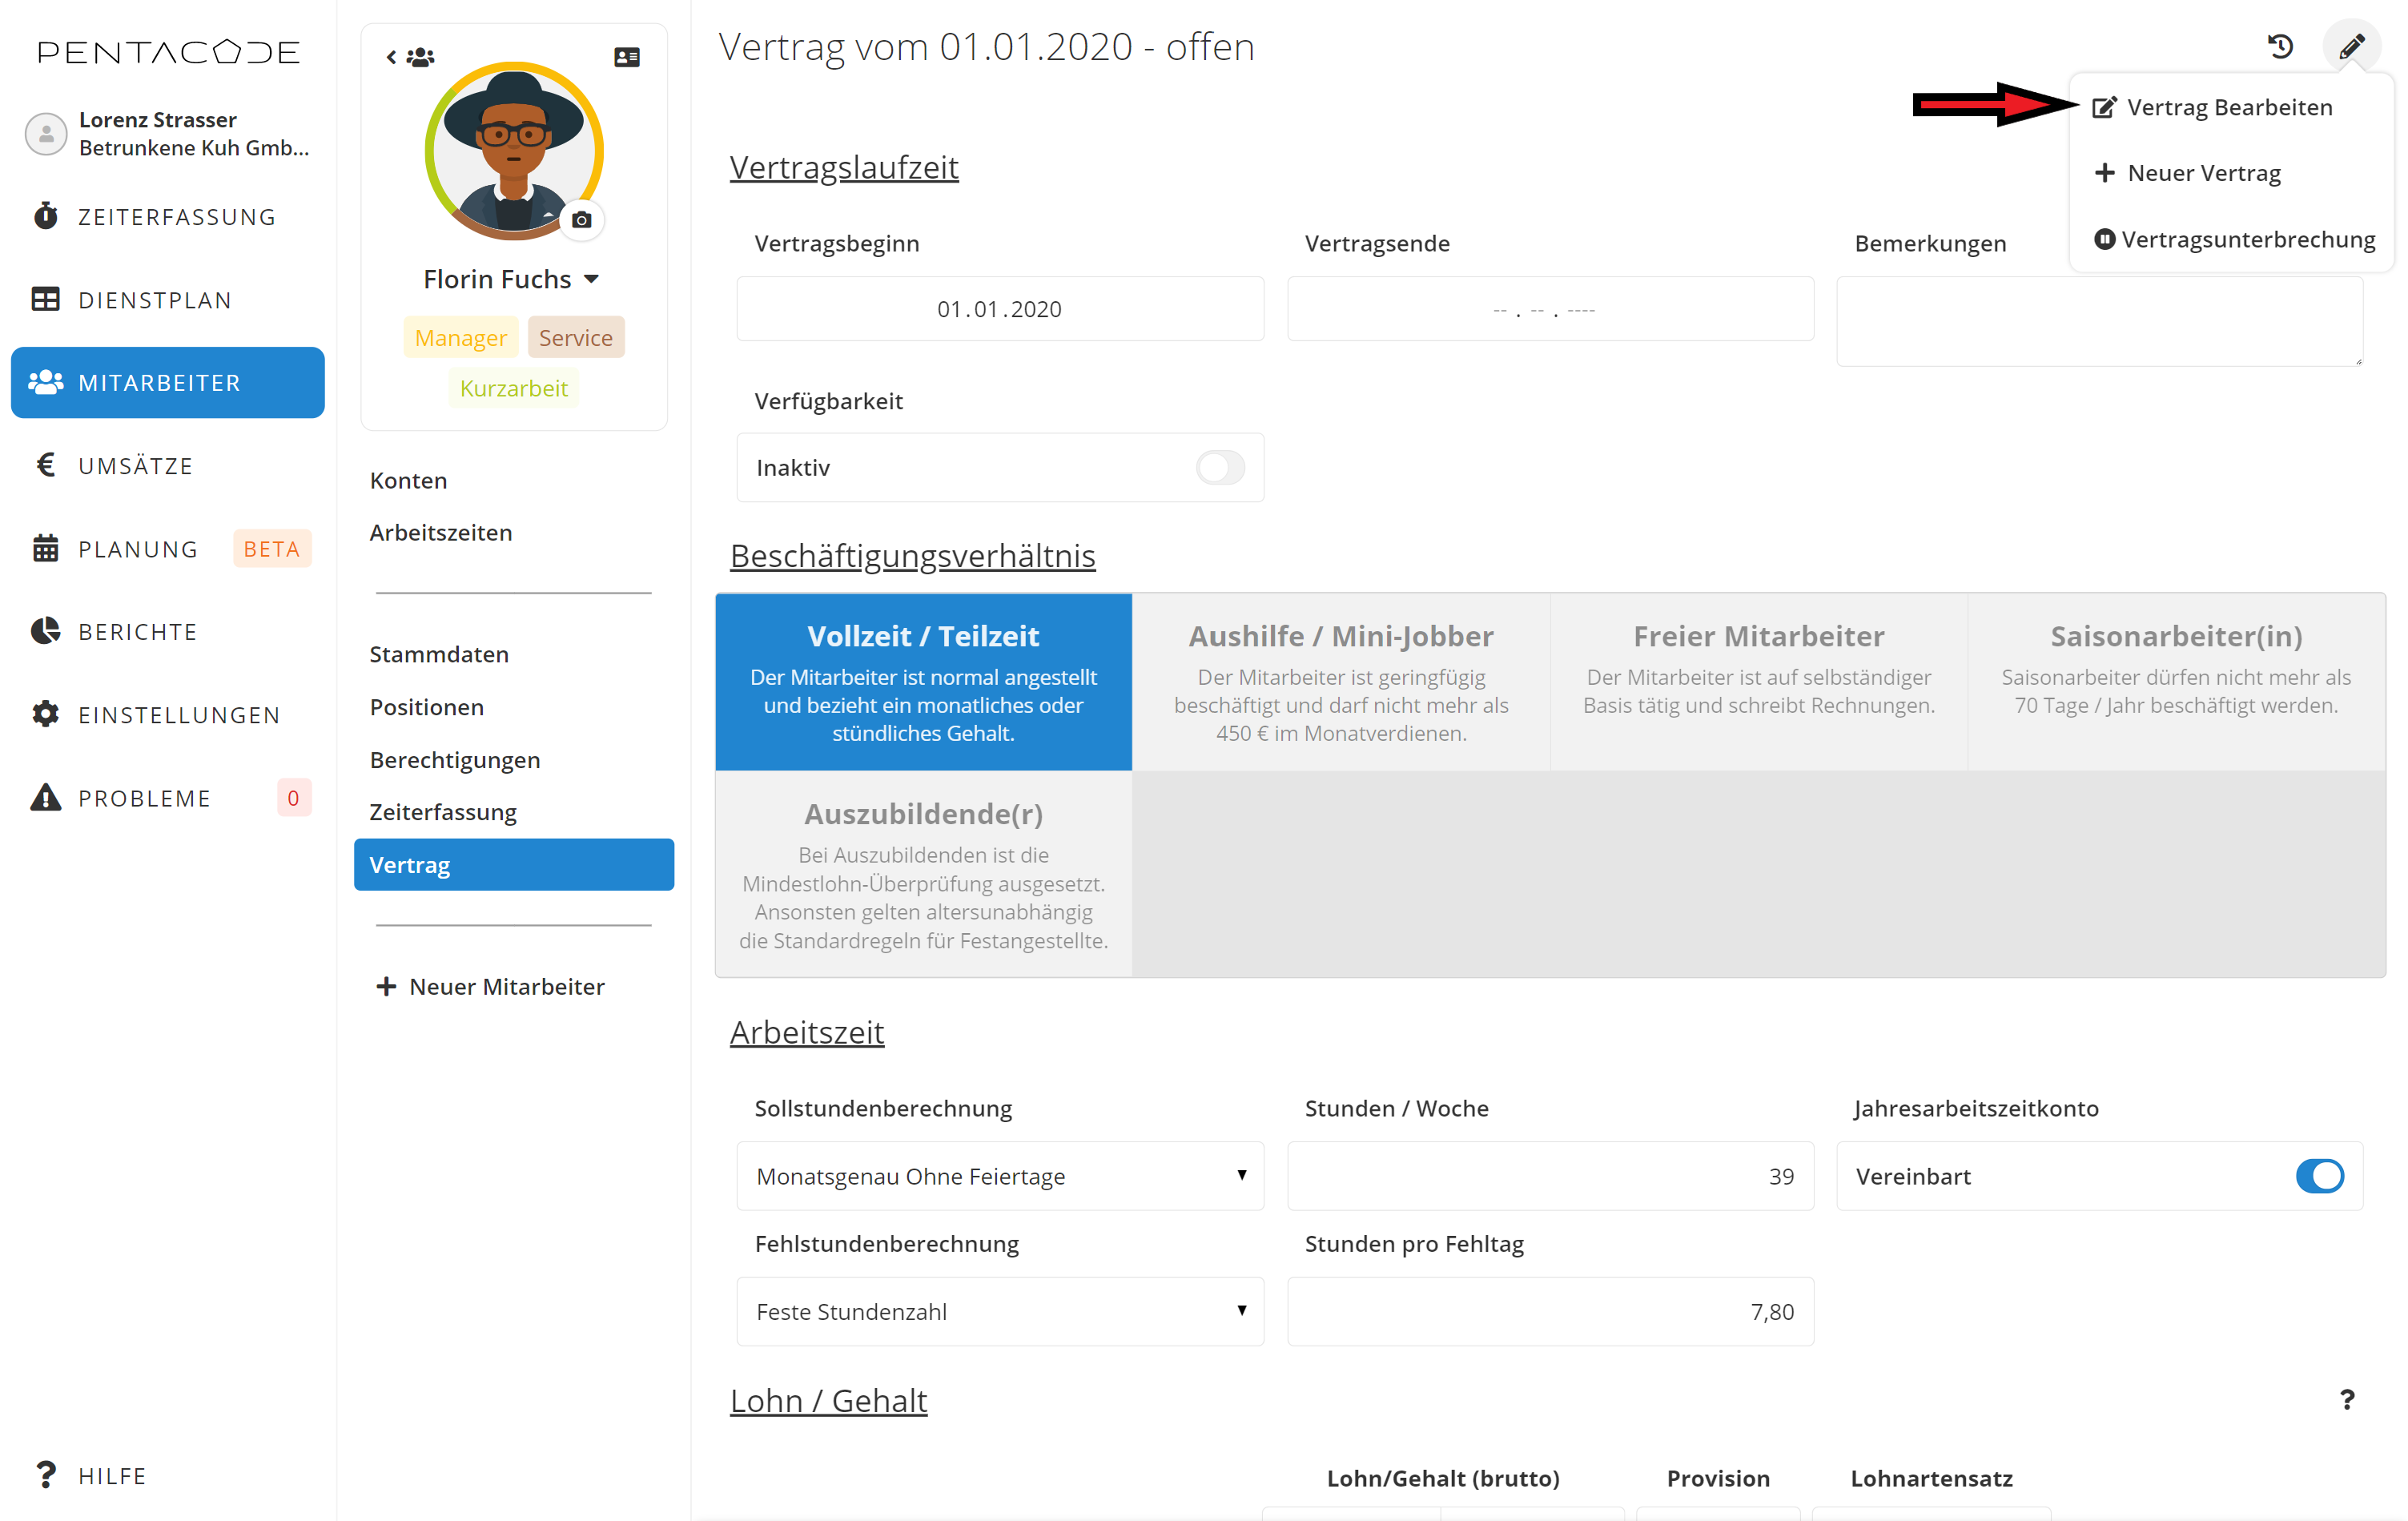 PENTACODE
Lorenz Strasser
Betrunkene Kuh Gmb...
ZEITERFASSUNG
DIENSTPLAN
MITARBEITER
UMSÄTZE
PLANUNG BETA
BERICHTE
EINSTELLUNGEN
PROBLEME 0
HILFE
Florin Fuchs
Manager Service
Kurzarbeit
Konten
Arbeitszeiten
Stammdaten
Positionen
Berechtigungen
Zeiterfassung
Vertrag
Neuer Mitarbeiter
Vertrag vom 01.01.2020 - offen
Vertrag Bearbeiten
Neuer Vertrag
Vertragsunterbrechung
Vertragslaufzeit
Vertragsbeginn Vertragsende Bemerkungen
01.01.2020 -- . -- . ----
Verfügbarkeit
Inaktiv
Beschäftigungsverhältnis
Vollzeit / Teilzeit
Der Mitarbeiter ist normal angestellt
und bezieht ein monatliches oder
stündliches Gehalt.
Aushilfe / Mini-Jobber
Der Mitarbeiter ist geringfügig
beschäftigt und darf nicht mehr als
450 € im Monatverdienen.
Freier Mitarbeiter
Der Mitarbeiter ist auf selbständiger
Basis tätig und schreibt Rechnungen.
Saisonarbeiter(in)
Saisonarbeiter dürfen nicht mehr als
70 Tage / Jahr beschäftigt werden.
Auszubildende(r)
Bei Auszubildenden ist die
Mindestlohn-Überprüfung ausgesetzt.
Ansonsten gelten altersunabhängig
die Standardregeln für Festangestellte.
Arbeitszeit
Sollstundenberechnung Stunden / Woche Jahresarbeitszeitkonto
Monatsgenau Ohne Feiertage 39 Vereinbart
Fehlstundenberechnung Stunden pro Fehltag
Feste Stundenzahl 7,80
Lohn / Gehalt ?
Lohn/Gehalt (brutto) Provision Lohnartensatz